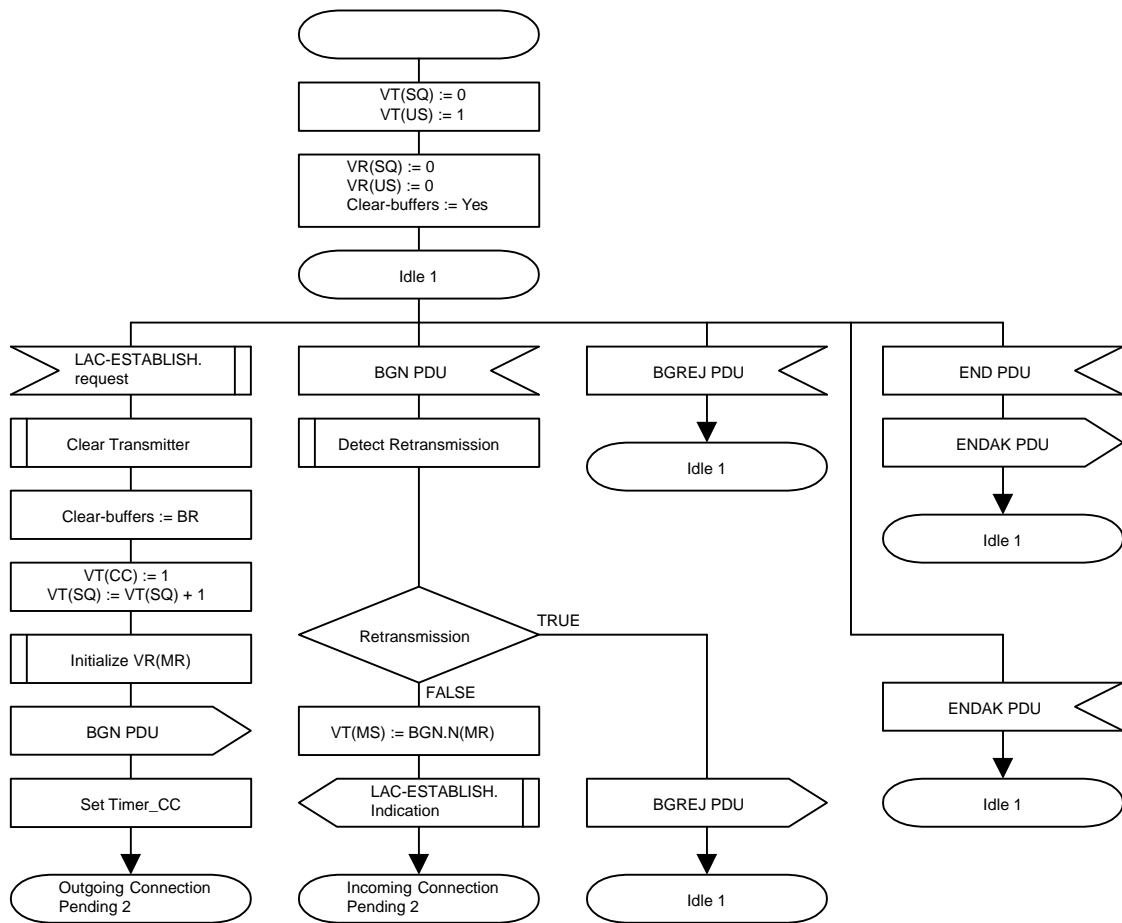 VT(SQ) := 0
VT(US) := 1
VR(SQ) := 0
VR(US) := 0
Clear-buffers := Yes
Idle 1
LAC-ESTABLISH.
request
Clear Transmitter
Clear-buffers := BR
VT(CC) := 1
VT(SQ) := VT(SQ) + 1
Initialize VR(MR)
BGN PDU
Set Timer_CC
Outgoing Connection
Pending 2
BGN PDU
Detect Retransmission
Retransmission
TRUE
FALSE
VT(MS) := BGN.N(MR)
LAC-ESTABLISH.
Indication
Incoming Connection
Pending 2
BGREJ PDU
Idle 1
BGREJ PDU
Idle 1
END PDU
ENDAK PDU
Idle 1
ENDAK PDU
Idle 1